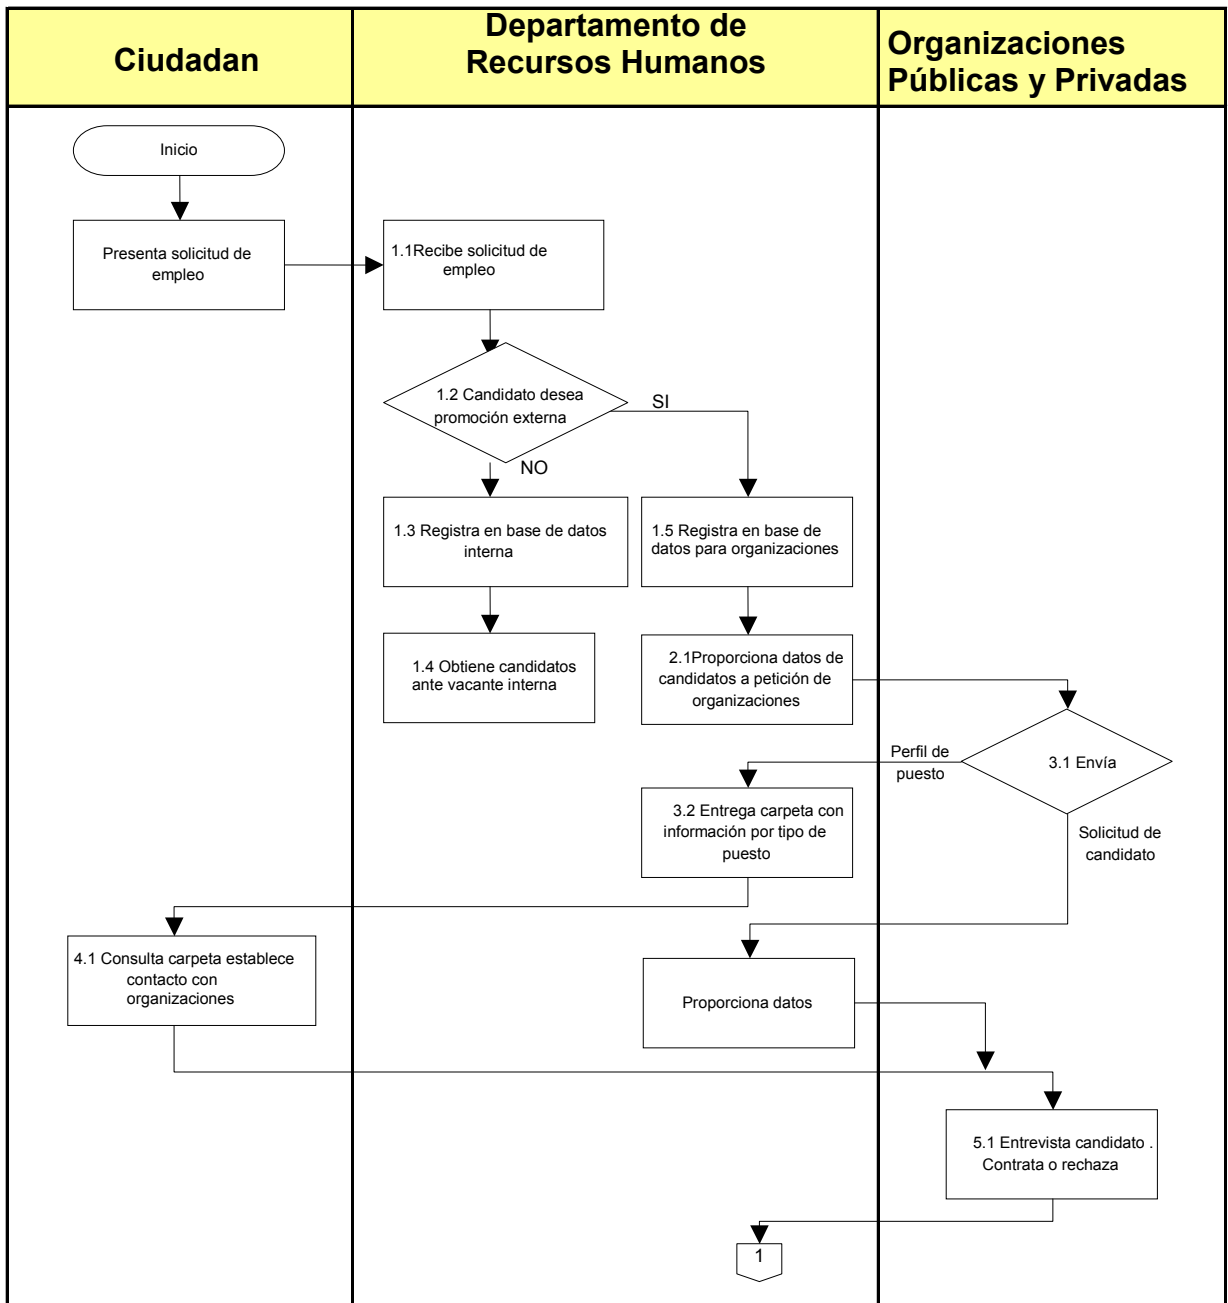 Ciudadan
Departamento de
Recursos Humanos
Organizaciones
Públicas y Privadas
Inicio
Presenta solicitud de
empleo
1.1Recibe solicitud de
empleo
1.2 Candidato desea
promoción externa
SI
NO
1.3 Registra en base de datos
interna
1.5 Registra en base de
datos para organizaciones
1.4 Obtiene candidatos
ante vacante interna
2.1Proporciona datos de
candidatos a petición de
organizaciones
Perfil de
puesto
3.1 Envía
3.2 Entrega carpeta con
información por tipo de
puesto
Solicitud de
candidato
4.1 Consulta carpeta establece
contacto con
organizaciones
Proporciona datos
5.1 Entrevista candidato .
Contrata o rechaza
1